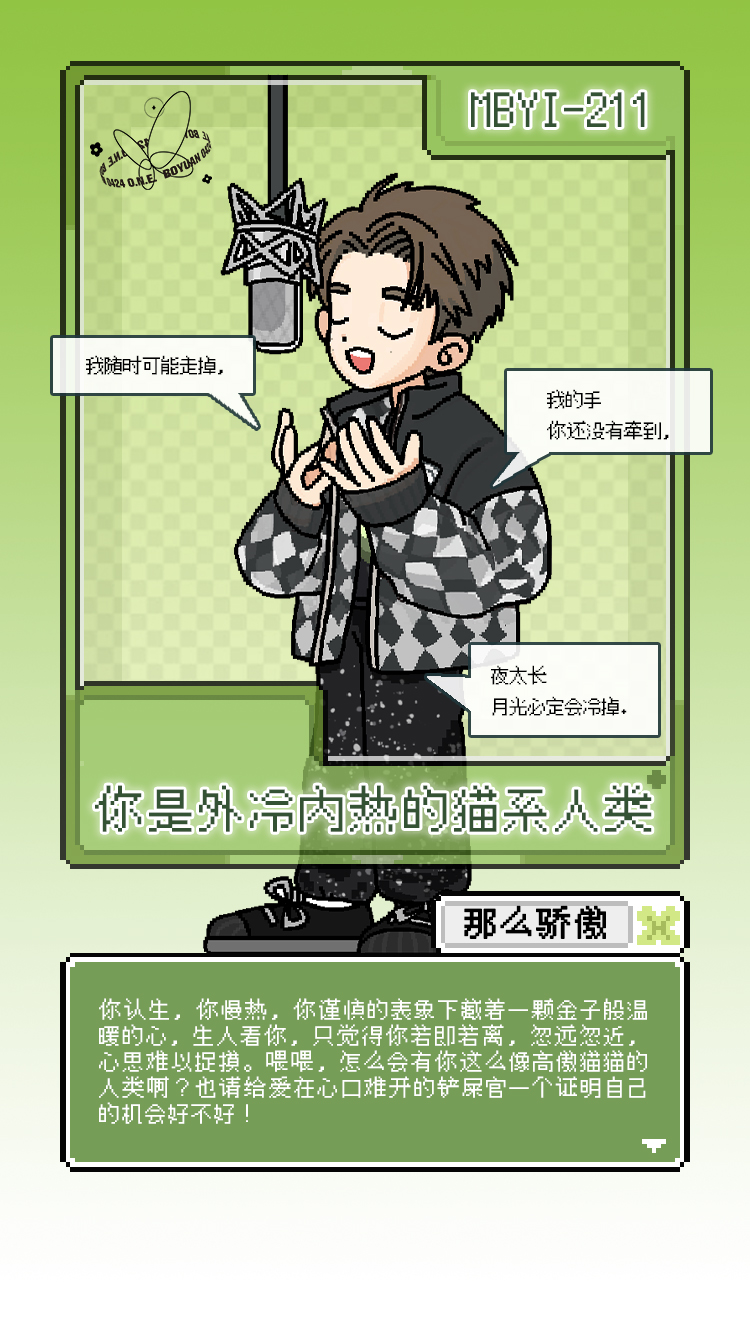 MBYI-211
0424 O.N.E. BOYUAN
我随时可能走掉,
我的手
你还没有牵到,
夜太长
月光必定会冷掉.
你是外冷内热的猫系人类
那么骄傲
你认生，你慢热，你谨慎的表象下藏着一颗金子般温
暖的心，生人看你，只觉得你若即若离，忽远忽近，
心思难以捉摸。喂喂，怎么会有你这么像高傲猫猫的
人类啊？也请给爱在心口难开的铲屎官一个证明自己
的机会好不好！